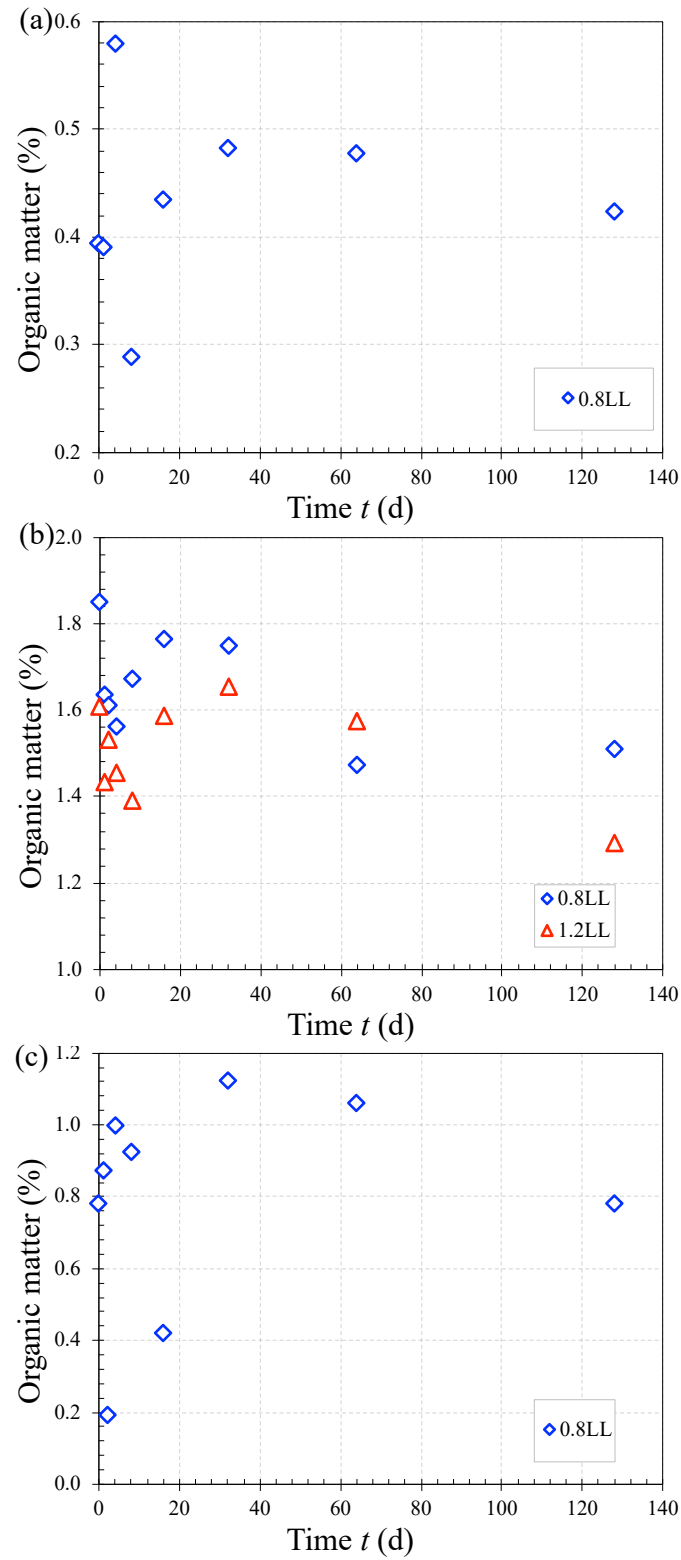 (a)
0.6
0.5
0.4
0.3
0.2
Organic matter (%)
0.8LL
0 20 40 60 80 100 120 140
Time t (d)
(b)
2.0
1.8
1.6
1.4
1.2
1.0
Organic matter (%)
0.8LL
1.2LL
0 20 40 60 80 100 120 140
Time t (d)
(c)
1.2
1.0
0.8
0.6
0.4
0.2
0.0
Organic matter (%)
0.8LL
0 20 40 60 80 100 120 140
Time t (d)